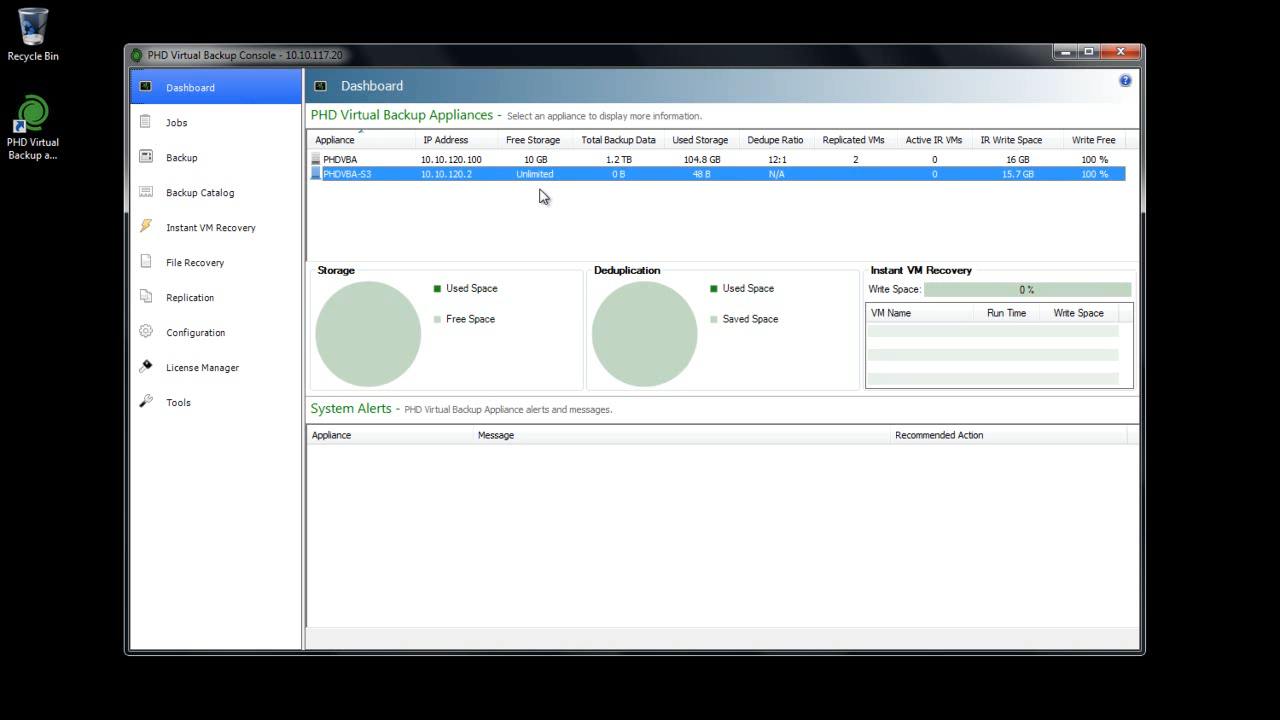 Recycle Bin
PHD Virtual Backup a...
PHD Virtual Backup Console - 10.10.117.20
Dashboard
Jobs
Backup
Backup Catalog
Instant VM Recovery
File Recovery
Replication
Configuration
License Manager
Tools
Dashboard
PHD Virtual Backup Appliances - Select an appliance to display more information.
Appliance IP Address Free Storage Total Backup Data Used Storage Dedupe Ratio Replicated VMs Active IR VMs IR Write Space Write Free
PHDVBA 10.10.120.100 10 GB 1.2 TB 104.8 GB 12:1 2 0 16 GB 100 %
PHDVBA-S3 10.10.120.2 Unlimited 0 B 48 B N/A 0 15.7 GB 100 %
Storage
Used Space
Free Space
Deduplication
Used Space
Saved Space
Instant VM Recovery
Write Space: 0 %
VM Name Run Time Write Space
System Alerts - PHD Virtual Backup Appliance alerts and messages.
Appliance Message Recommended Action